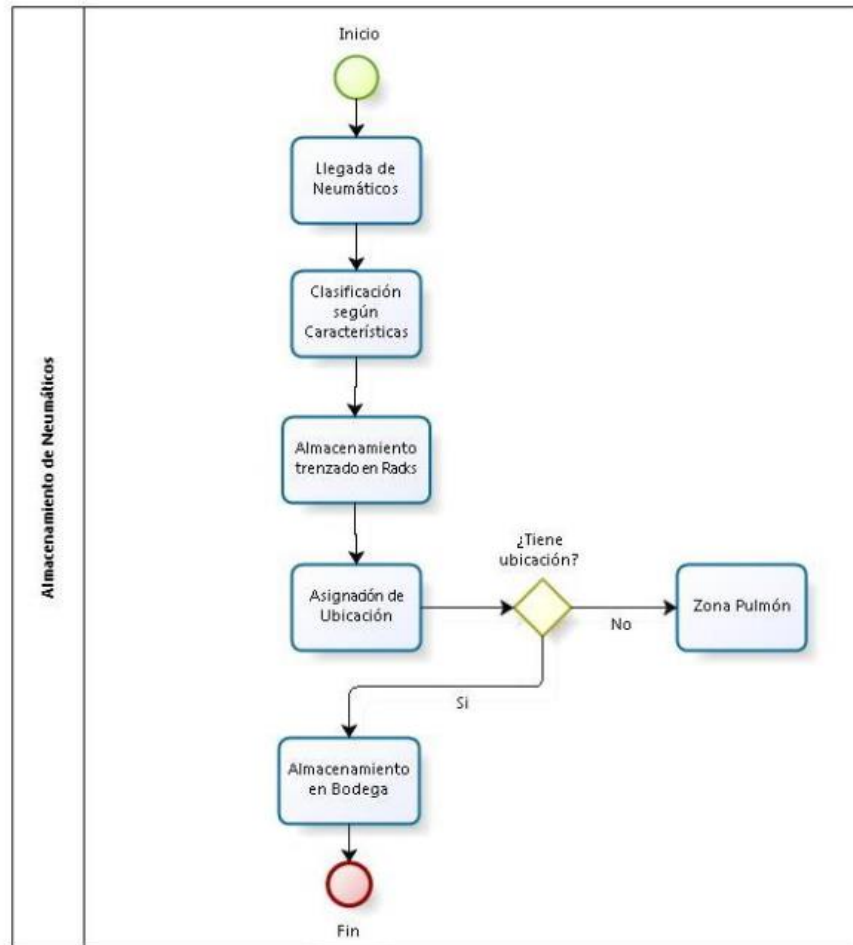 Almacenamiento de Neumáticos
Inicio
Llegada de
Neumáticos
Clasificación
según
Características
Almacenamiento
trenzado en Racks
Asignación de
Ubicación
¿Tiene
ubicación?
No
Zona Pulmón
Si
Almacenamiento
en Bodega
Fin